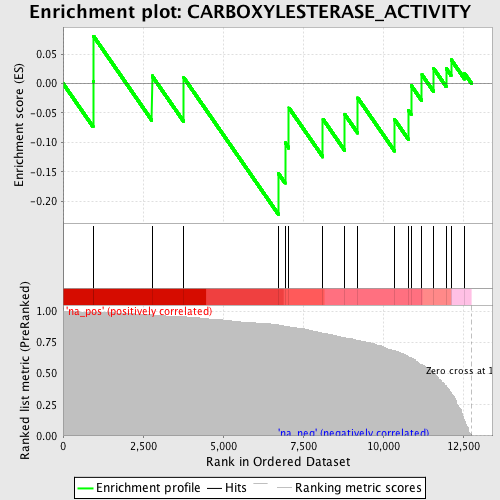 Enrichment plot: CARBOXYLESTERASE_ACTIVITY
Enrichment score (ES)
0.05
0.00
-0.05
-0.10
-0.15
-0.20
'na_pos' (positively correlated)
Ranked list metric (PreRanked)
1.00
0.75
0.50
0.25
0.00
Zero cross at 1
'na_neg' (negatively correlated)
0
2,500
5,000
7,500
10,000
12,500
Rank in Ordered Dataset
Enrichment profile
Hits
Ranking metric scores